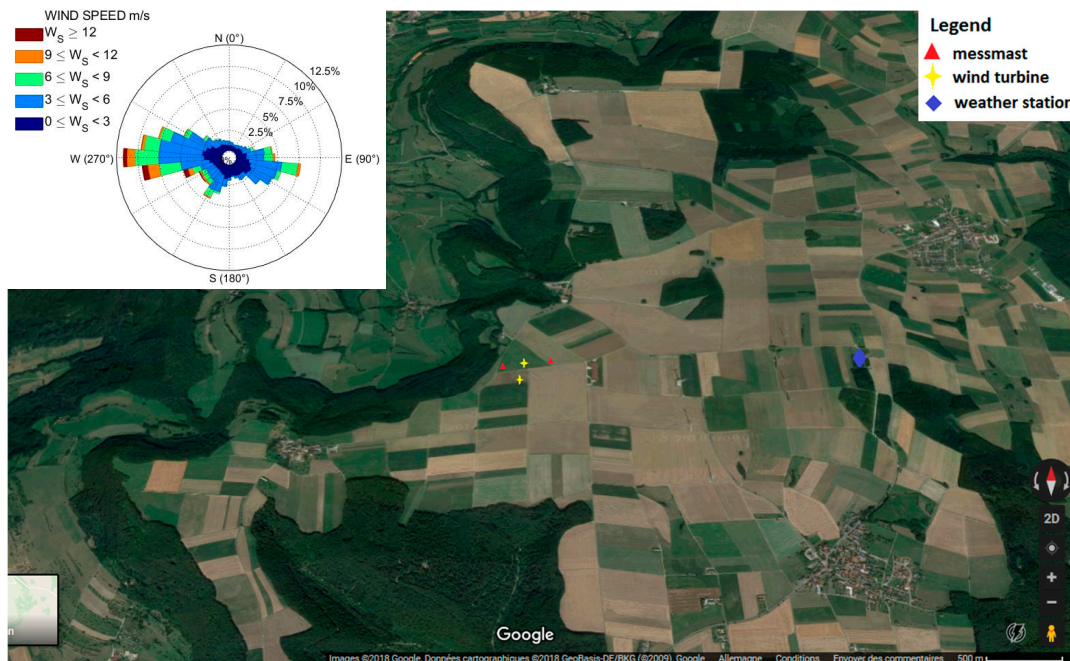 WIND SPEED m/s
W_S ≥ 12
9 ≤ W_S < 12
6 ≤ W_S < 9
3 ≤ W_S < 6
0 ≤ W_S < 3
N (0°)
12.5%
10%
7.5%
5%
2.5%
W (270°)
E (90°)
S (180°)
Legend
messmast
wind turbine
weather station
2D
Google
Images ©2018 Google, Données cartographiques ©2018 GeoBasis-DE/BKG (©2009), Google Allemagne Conditions Envoyer des commentaires 500 m